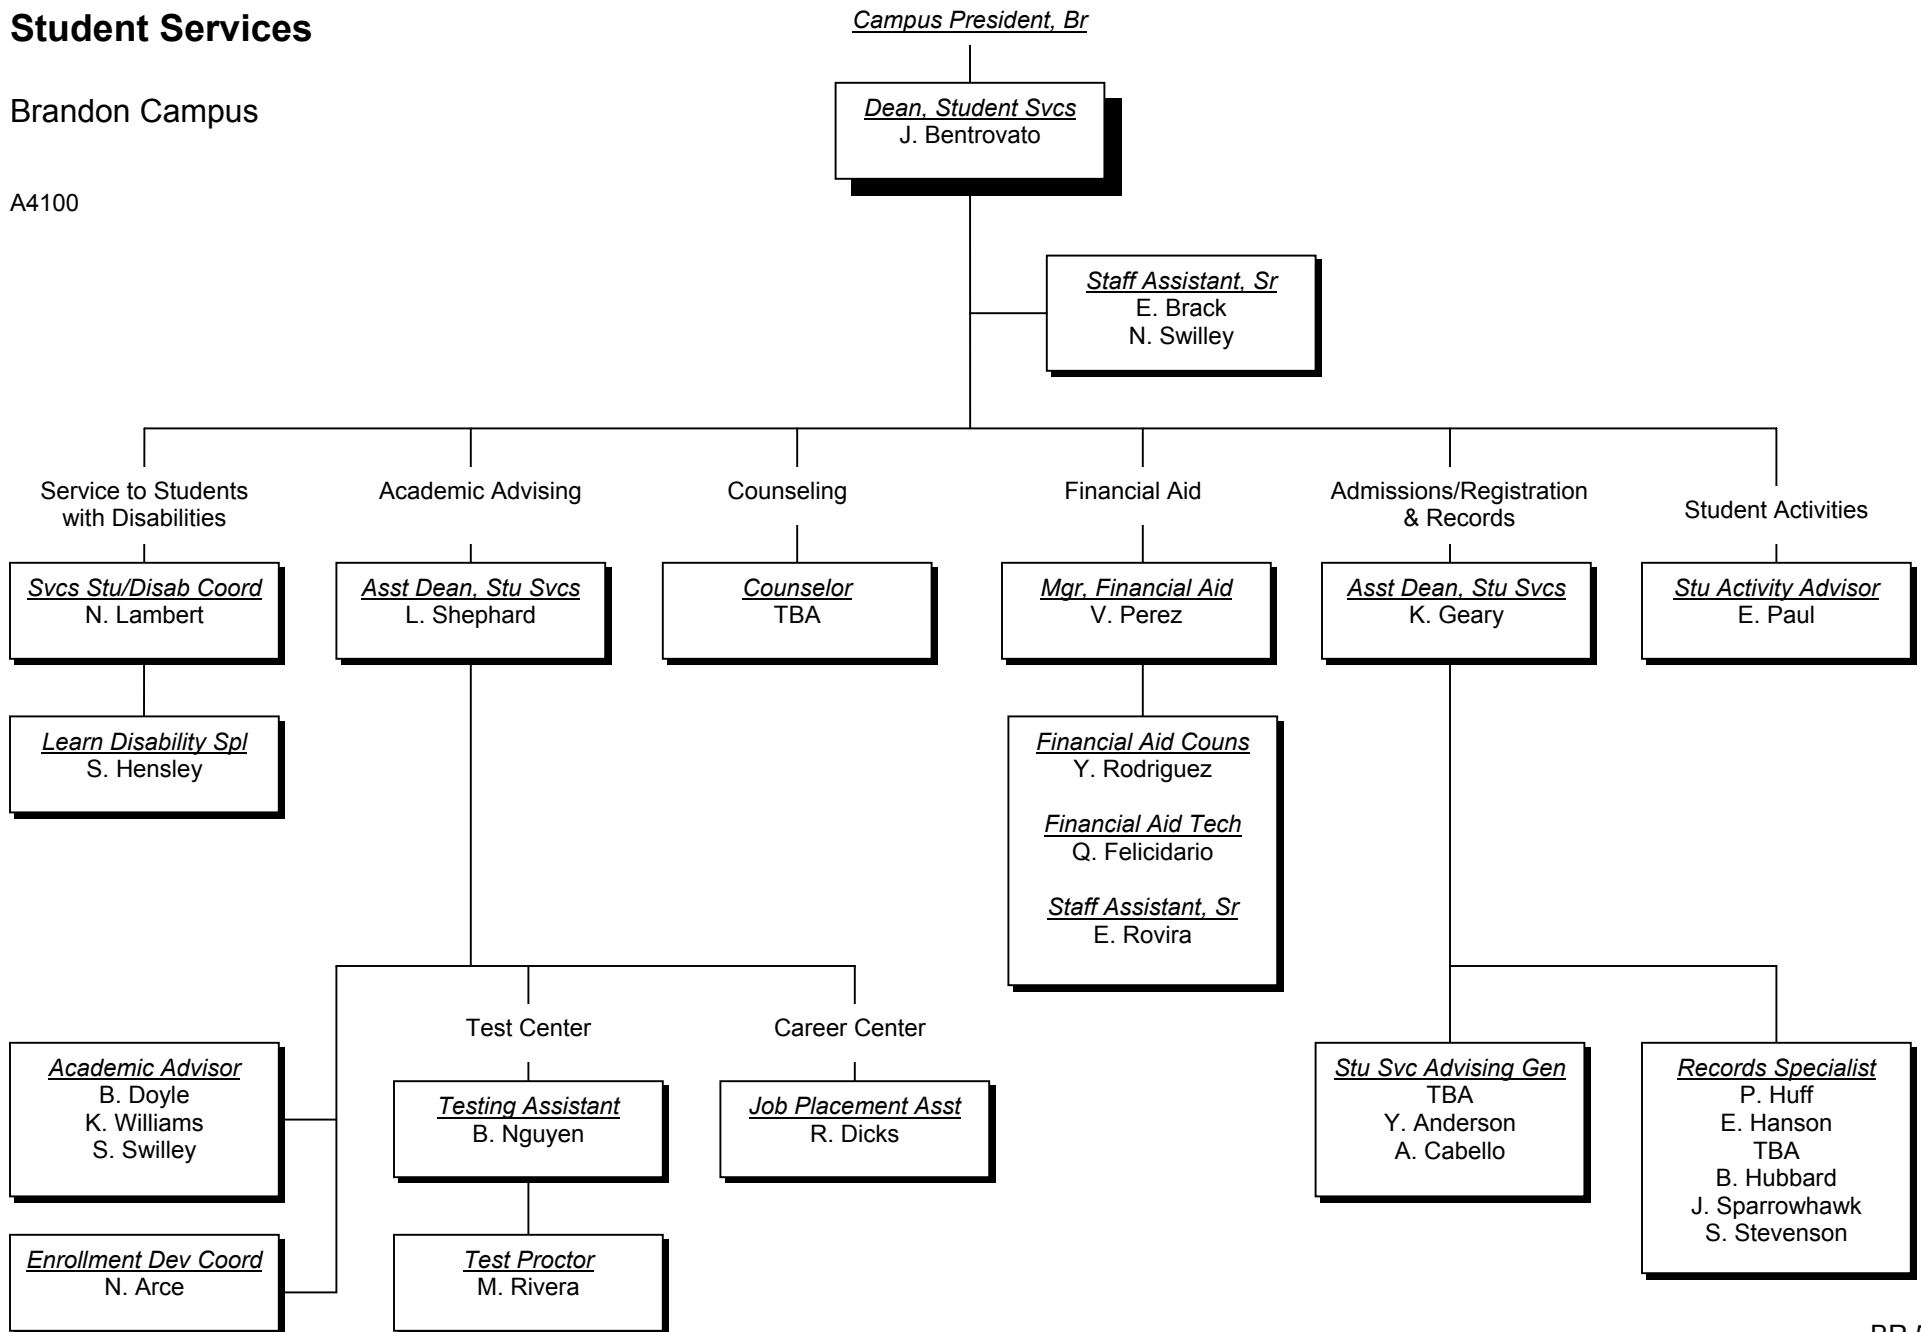 Student Services
Brandon Campus
A4100
Campus President, Br
Dean, Student Svcs
J. Bentrovato
Staff Assistant, Sr
E. Brack
N. Swilley
Service to Students
with Disabilities
Academic Advising
Counseling
Financial Aid
Admissions/Registration
& Records
Student Activities
Svcs Stu/Disab Coord
N. Lambert
Asst Dean, Stu Svcs
L. Shephard
Counselor
TBA
Mgr, Financial Aid
V. Perez
Asst Dean, Stu Svcs
K. Geary
Stu Activity Advisor
E. Paul
Learn Disability Spl
S. Hensley
Financial Aid Couns
Y. Rodriguez
Financial Aid Tech
Q. Felicidario
Staff Assistant, Sr
E. Rovira
Test Center
Career Center
Academic Advisor
B. Doyle
K. Williams
S. Swilley
Testing Assistant
B. Nguyen
Job Placement Asst
R. Dicks
Stu Svc Advising Gen
TBA
Y. Anderson
A. Cabello
Records Specialist
P. Huff
E. Hanson
TBA
B. Hubbard
J. Sparrowhawk
S. Stevenson
Enrollment Dev Coord
N. Arce
Test Proctor
M. Rivera